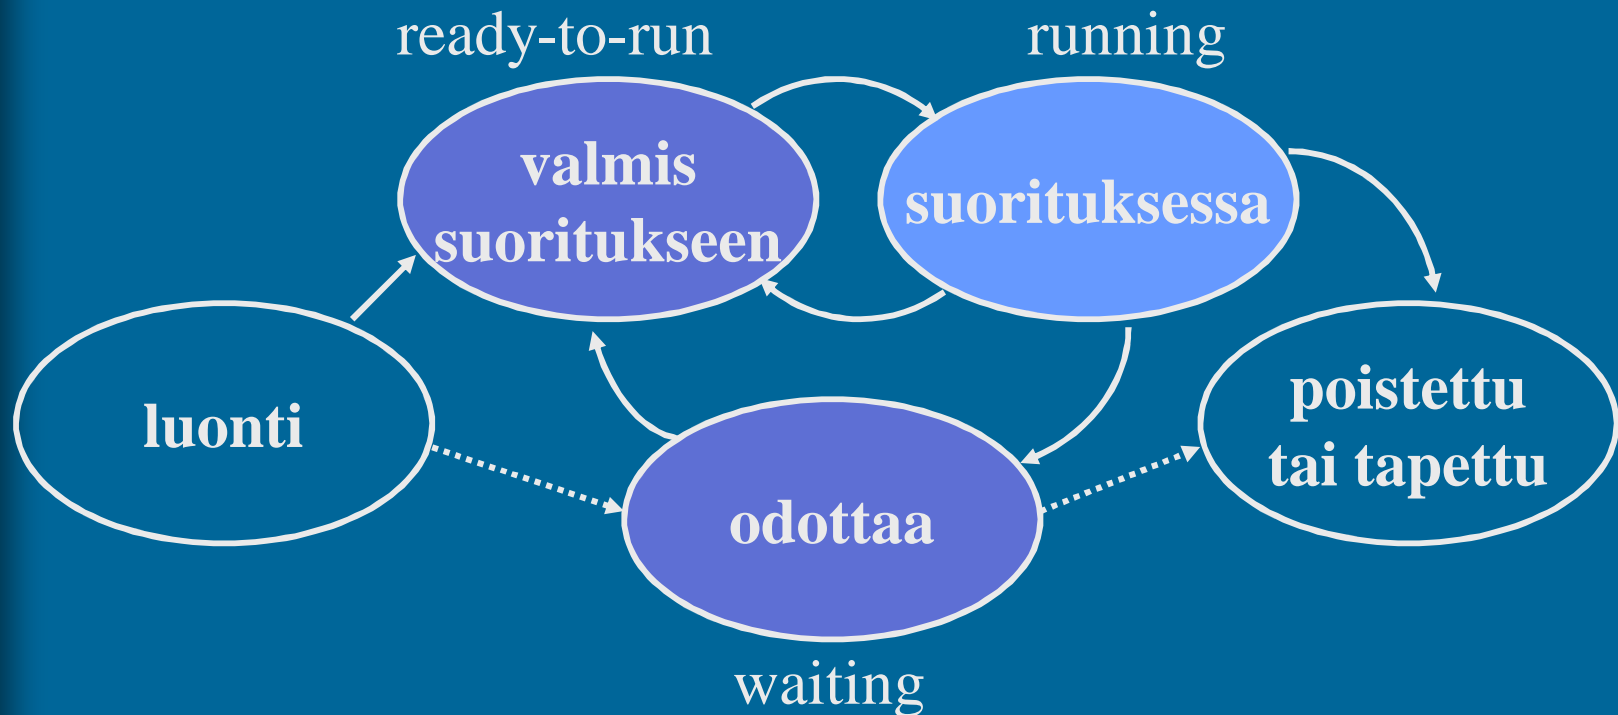 ready-to-run
running
valmis
suoritukseen
suorituksessa
luonti
poistettu
tai tapettu
odottaa
waiting